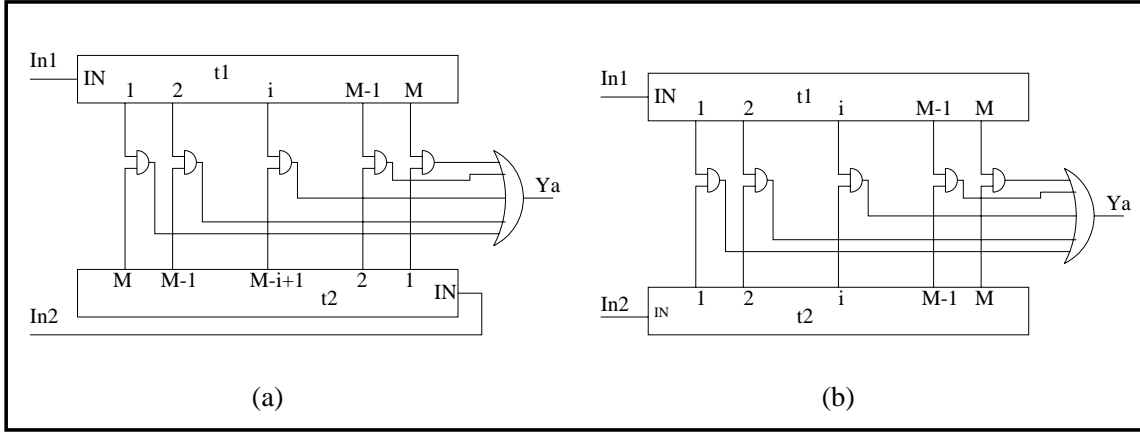 In1
IN
t1
1 2 i M-1 M
Ya
M M-1 M-i+1 2 1
t2
IN
In2
(a)
In1
IN
t1
1 2 i M-1 M
Ya
1 2 i M-1 M
In2
IN
t2
(b)